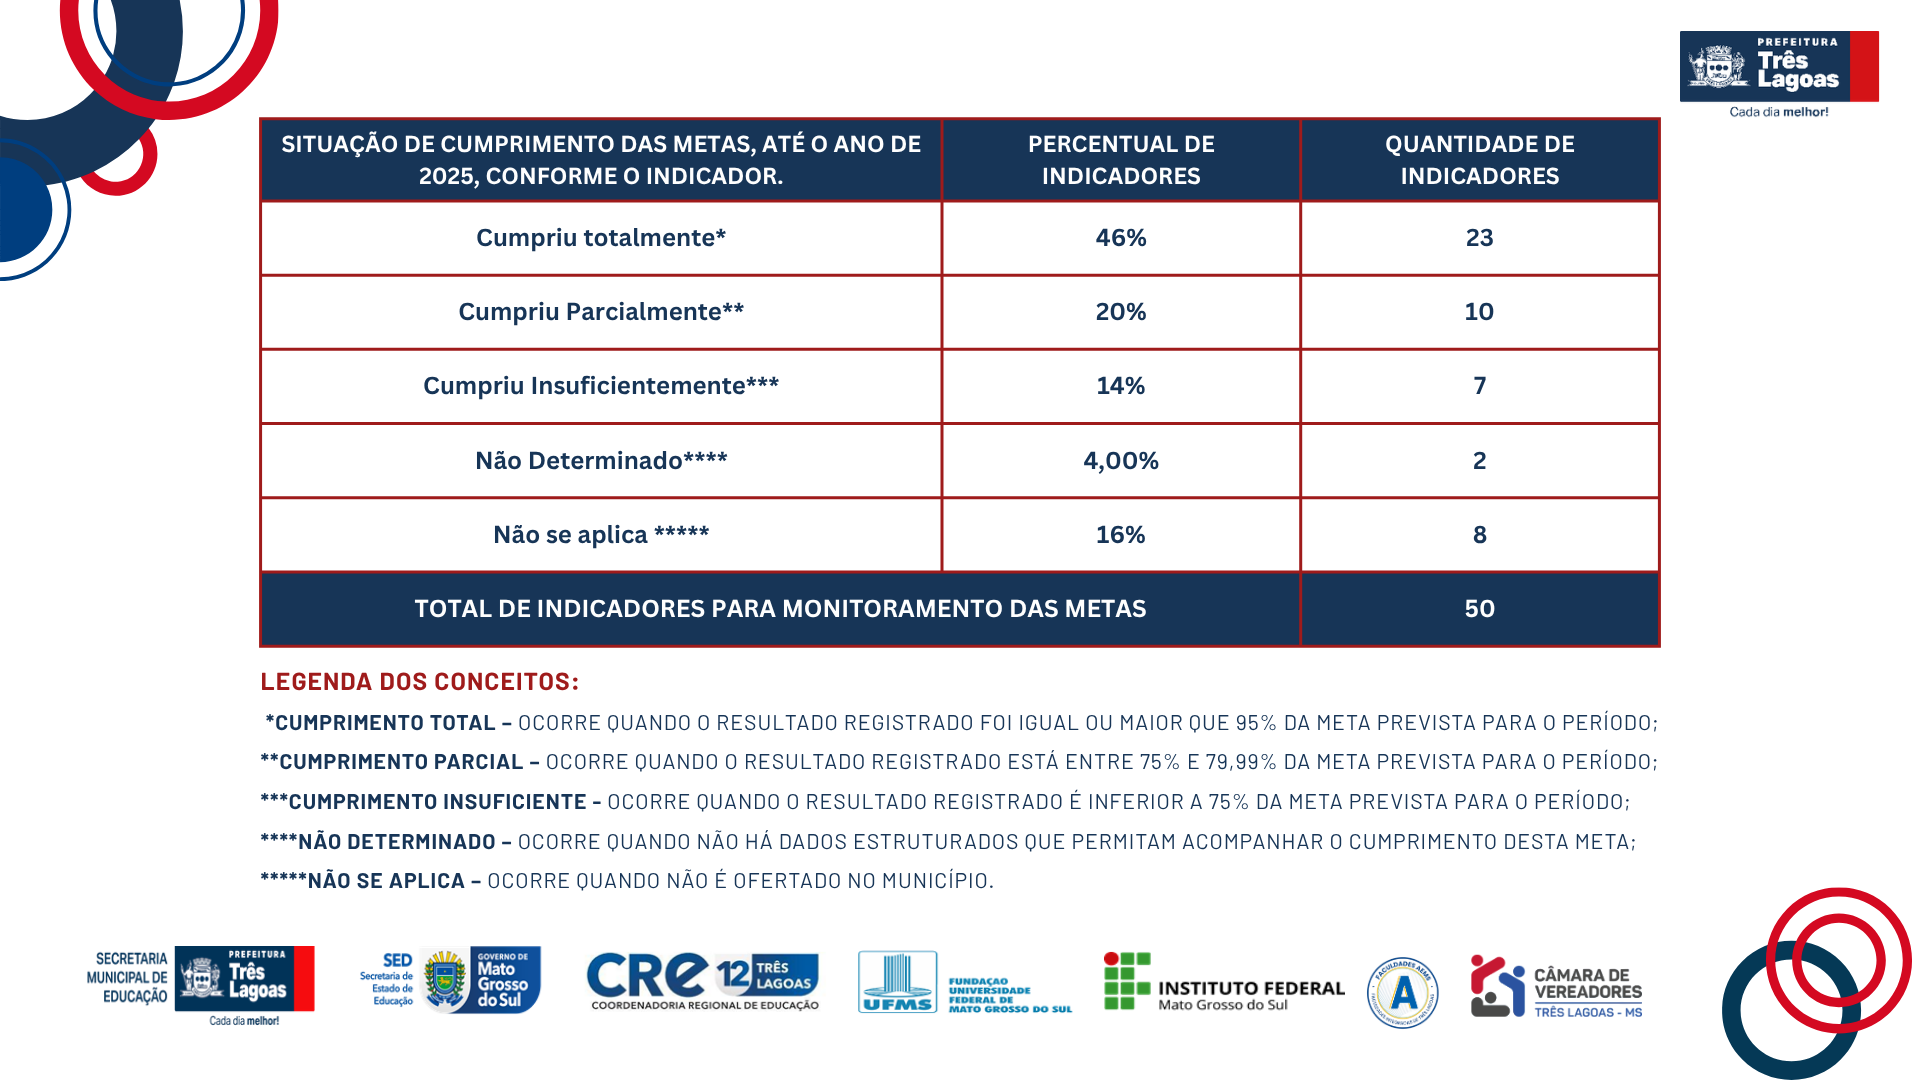 PREFEITURA
Três
Lagoas
Cada dia melhor!
SITUAÇÃO DE CUMPRIMENTO DAS METAS, ATÉ O ANO DE
2025, CONFORME O INDICADOR.
PERCENTUAL DE
INDICADORES
QUANTIDADE DE
INDICADORES
Cumpriu totalmente* 46% 23
Cumpriu Parcialmente** 20% 10
Cumpriu Insuficientemente*** 14% 7
Não Determinado**** 4,00% 2
Não se aplica ***** 16% 8
TOTAL DE INDICADORES PARA MONITORAMENTO DAS METAS 50
LEGENDA DOS CONCEITOS:
*CUMPRIMENTO TOTAL – OCORRE QUANDO O RESULTADO REGISTRADO FOI IGUAL OU MAIOR QUE 95% DA META PREVISTA PARA O PERÍODO;
**CUMPRIMENTO PARCIAL – OCORRE QUANDO O RESULTADO REGISTRADO ESTÁ ENTRE 75% E 79,99% DA META PREVISTA PARA O PERÍODO;
***CUMPRIMENTO INSUFICIENTE - OCORRE QUANDO O RESULTADO REGISTRADO É INFERIOR A 75% DA META PREVISTA PARA O PERÍODO;
****NÃO DETERMINADO – OCORRE QUANDO NÃO HÁ DADOS ESTRUTURADOS QUE PERMITAM ACOMPANHAR O CUMPRIMENTO DESTA META;
*****NÃO SE APLICA – OCORRE QUANDO NÃO É OFERTADO NO MUNICÍPIO.
SECRETARIA
MUNICIPAL DE
EDUCAÇÃO
PREFEITURA
Três
Lagoas
Cada dia melhor!
SED
Secretaria de
Estado de
Educação
GOVERNO DE
Mato
Grosso
do Sul
CRE 12 TRÊS
LAGOAS
COORDENADORIA REGIONAL DE EDUCAÇÃO
UFMS
FUNDAÇAO
UNIVERSIDADE
FEDERAL DE
MATO GROSSO DO SUL
INSTITUTO FEDERAL
Mato Grosso do Sul
FACULDADES AEMS
A
CÂMARA DE
VEREADORES
TRÊS LAGOAS - MS